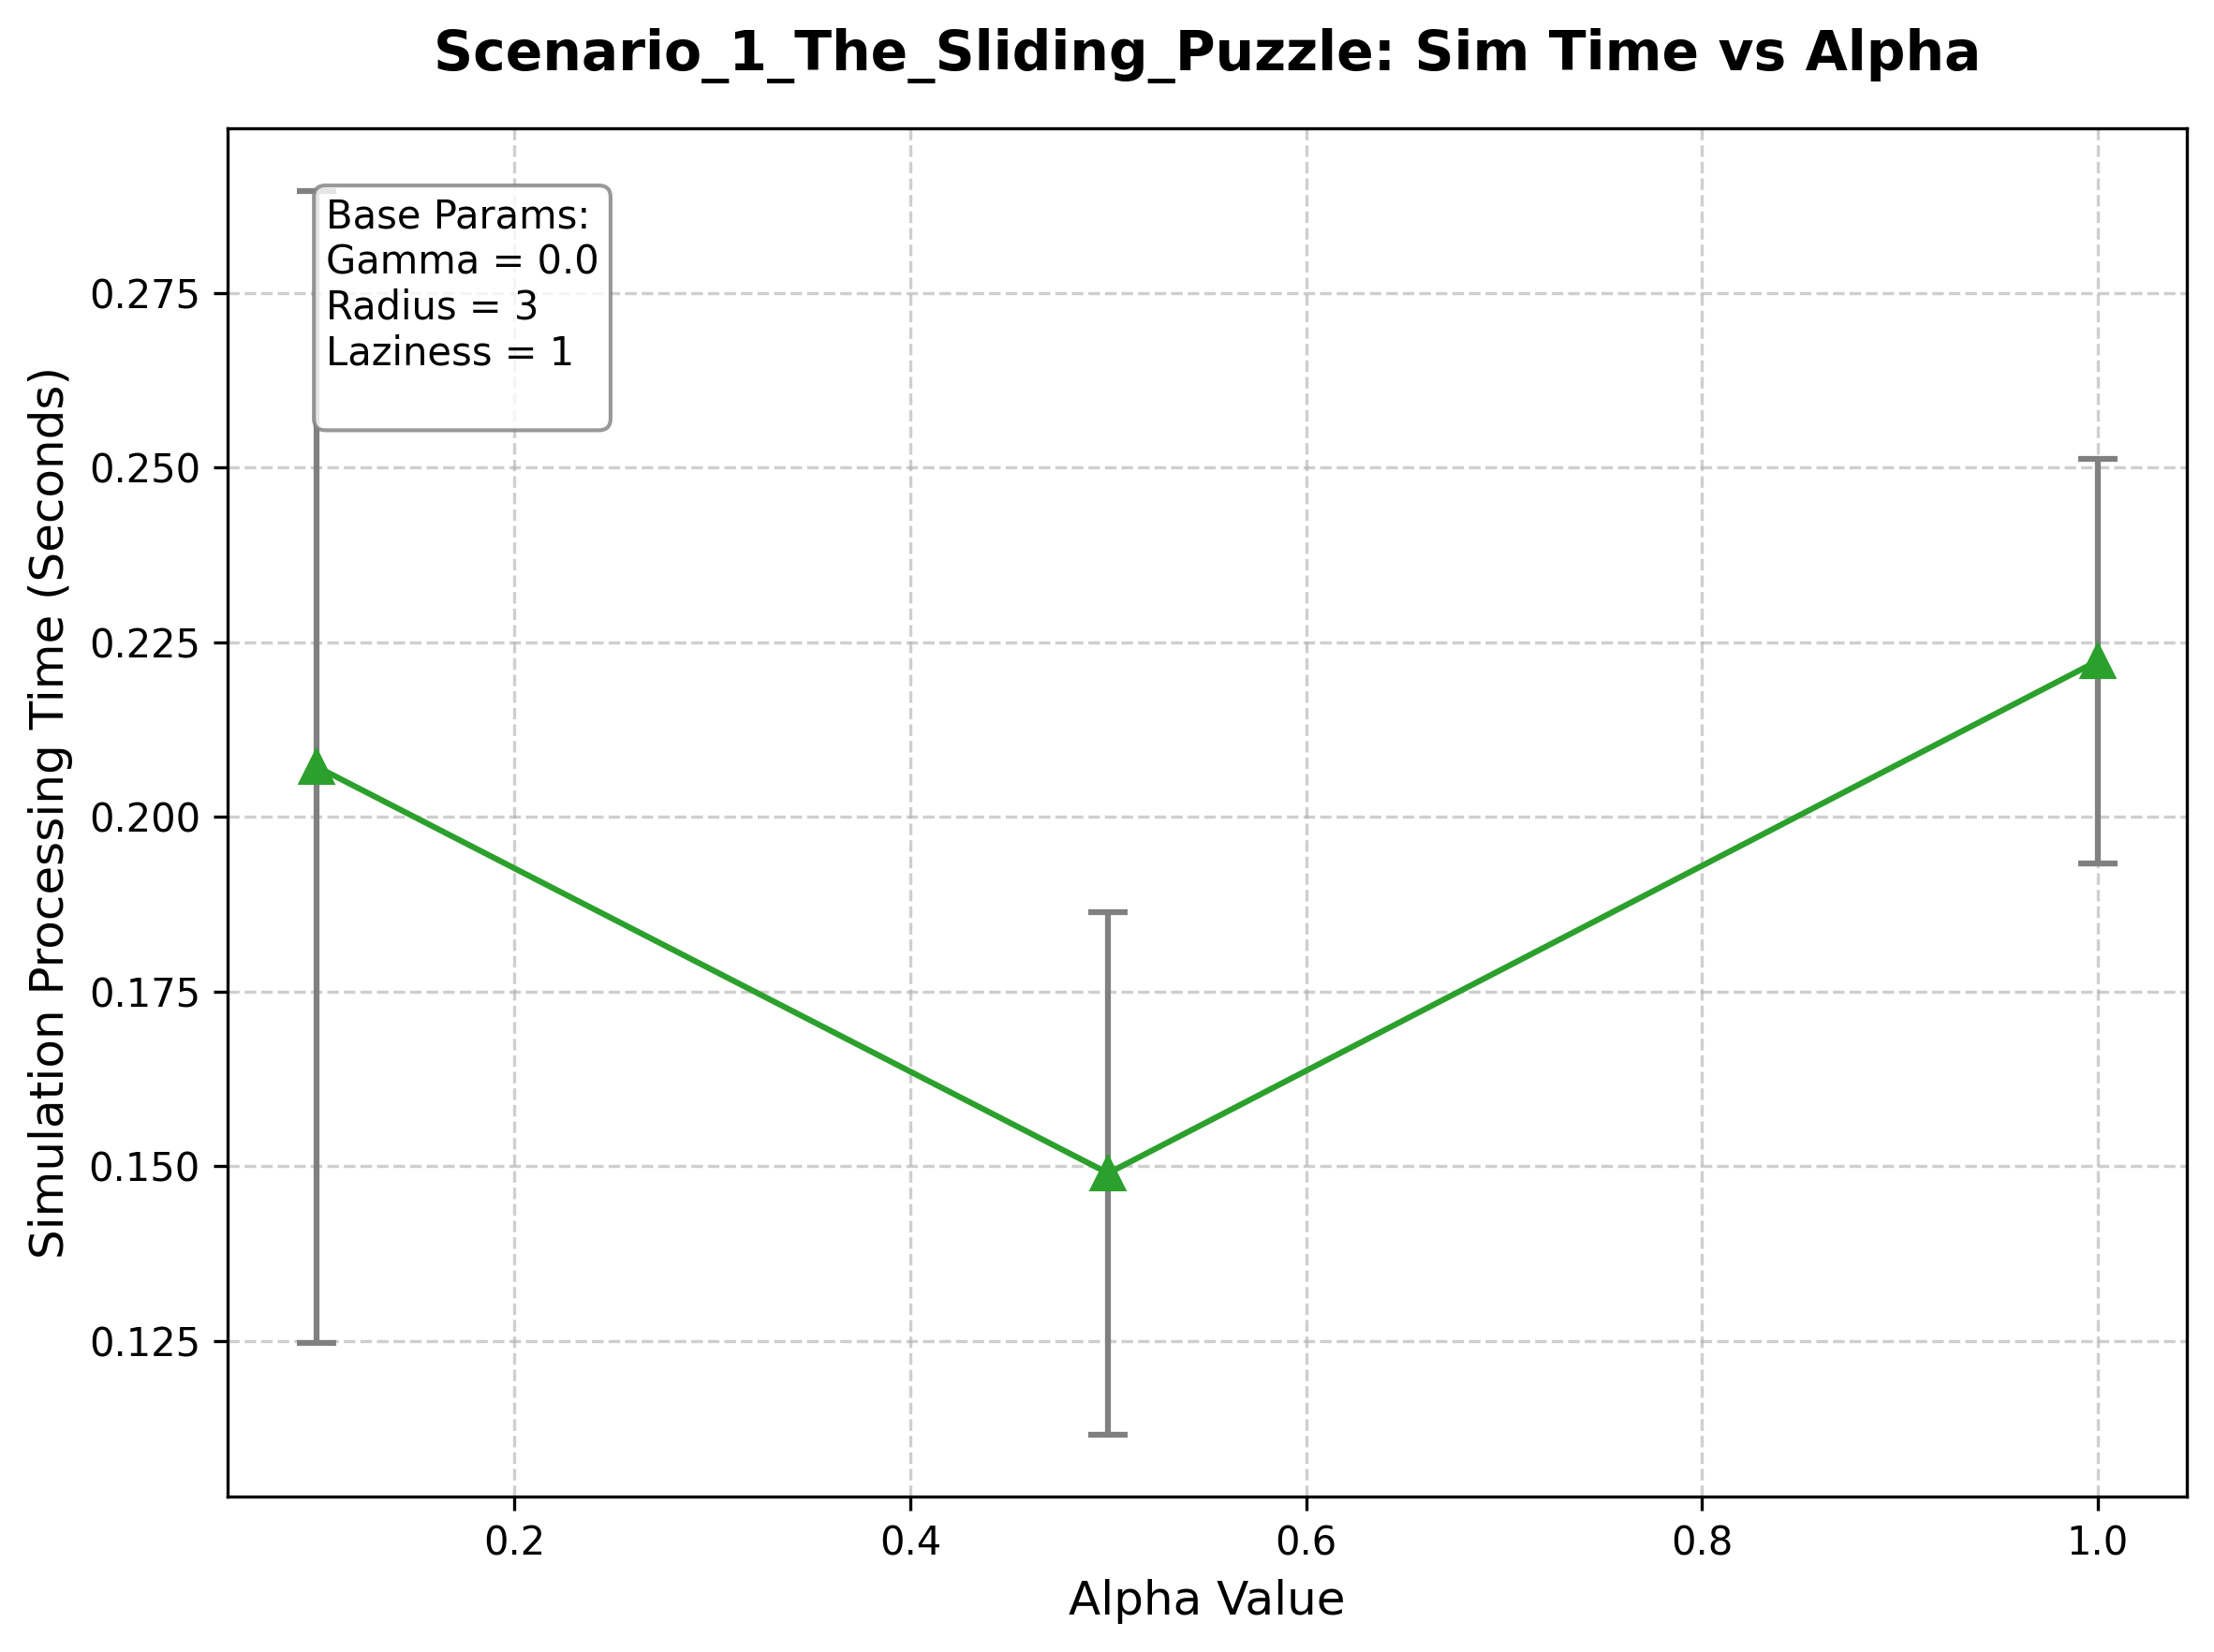 Scenario_1_The_Sliding_Puzzle: Sim Time vs Alpha
Base Params:
Gamma = 0.0
Radius = 3
Laziness = 1
Simulation Processing Time (Seconds)
0.275
0.250
0.225
0.200
0.175
0.150
0.125
0.2
0.4
0.6
0.8
1.0
Alpha Value